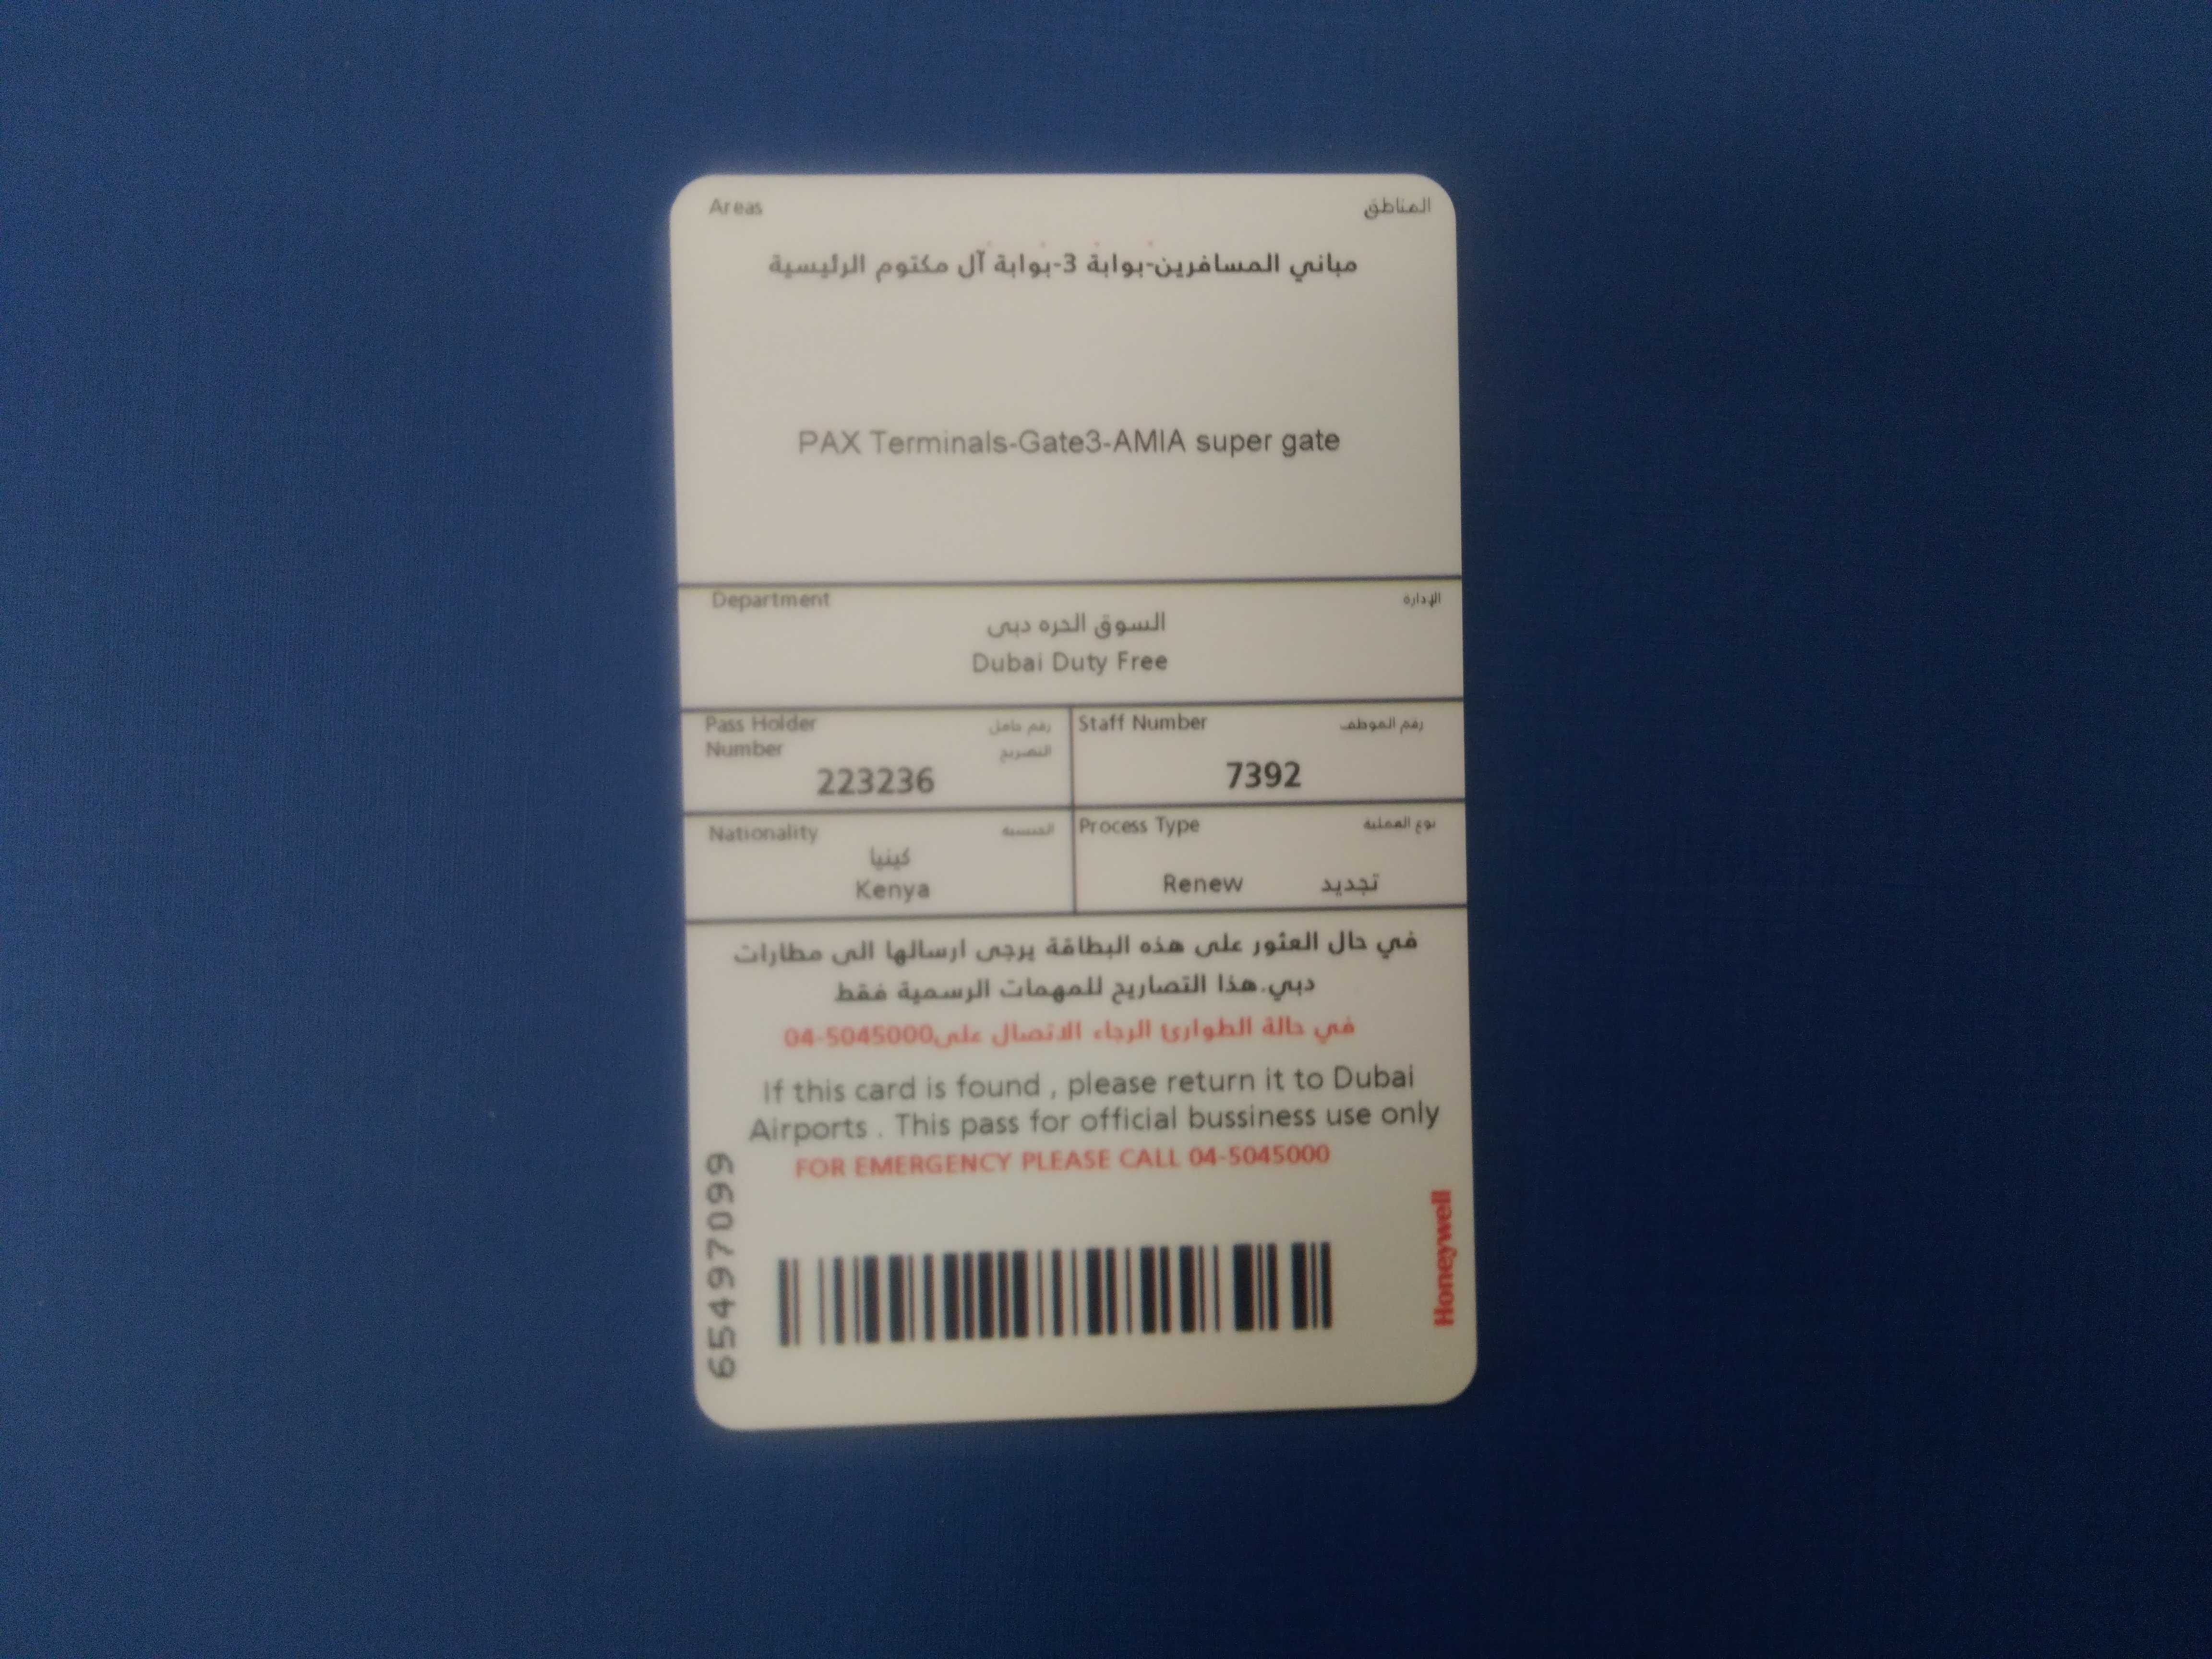 Areas المناطق
مباني المسافرين-بوابة 3-بوابة آل مكتوم الرئيسية
PAX Terminals-Gate3-AMIA super gate
Department الإدارة
السوق الحره دبى
Dubai Duty Free
Pass Holder رقم حامل
Number التصريح
223236
Staff Number رقم الموظف
7392
Nationality الجنسية
كينيا
Kenya
Process Type نوع العملية
Renew تجديد
في حال العثور على هذه البطاقة يرجى ارسالها الى مطارات
دبي.هذا التصاريح للمهمات الرسمية فقط
في حالة الطوارئ الرجاء الاتصال على04-5045000
If this card is found , please return it to Dubai
Airports . This pass for official bussiness use only
FOR EMERGENCY PLEASE CALL 04-5045000
65497099
Honeywell